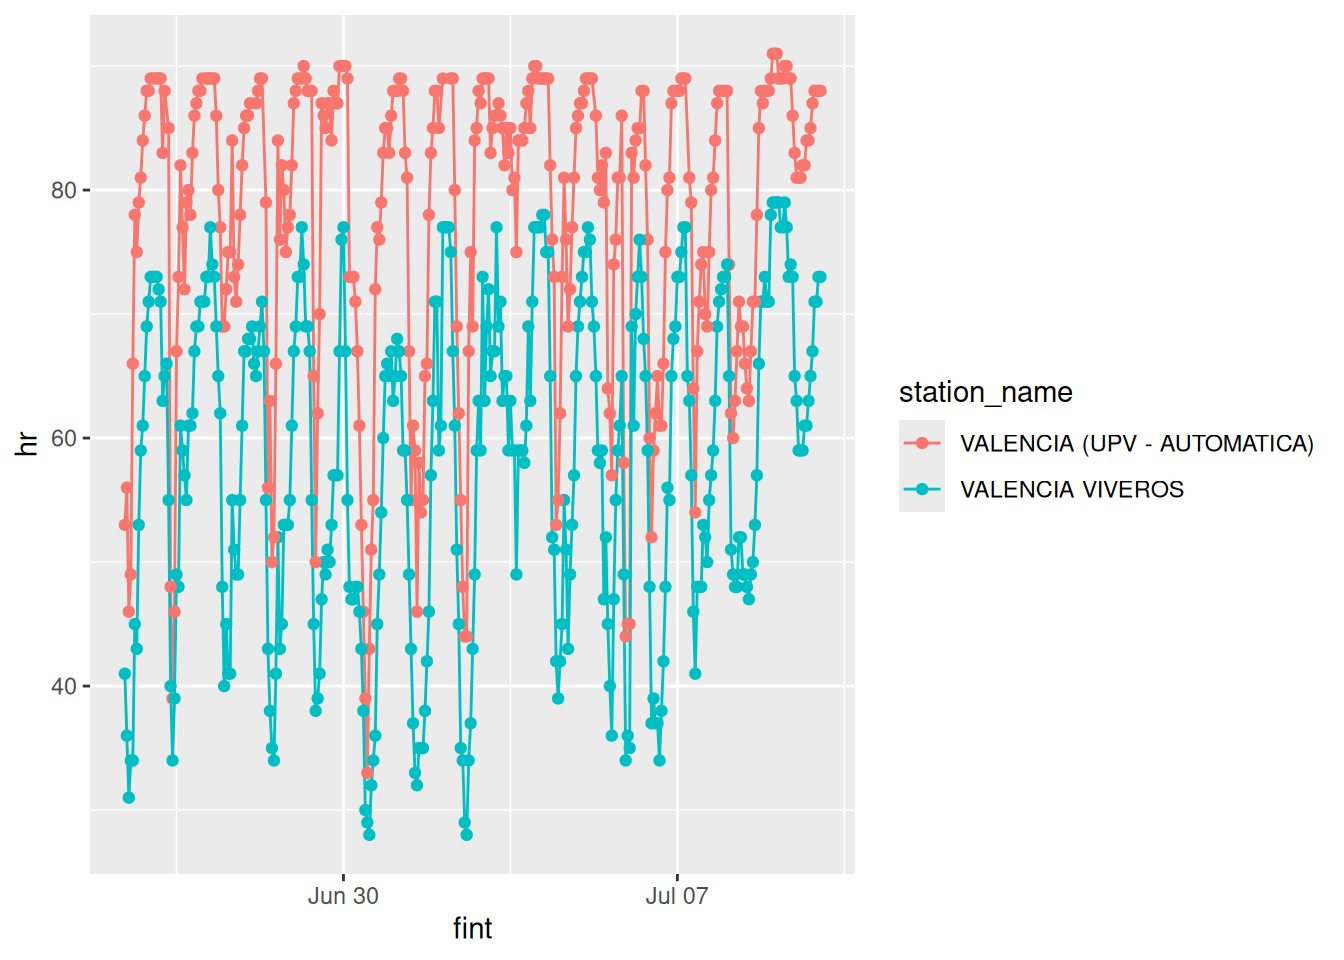 80
60
40
hr
Jun 30
Jul 07
fint
station_name
VALENCIA (UPV - AUTOMATICA)
VALENCIA VIVEROS